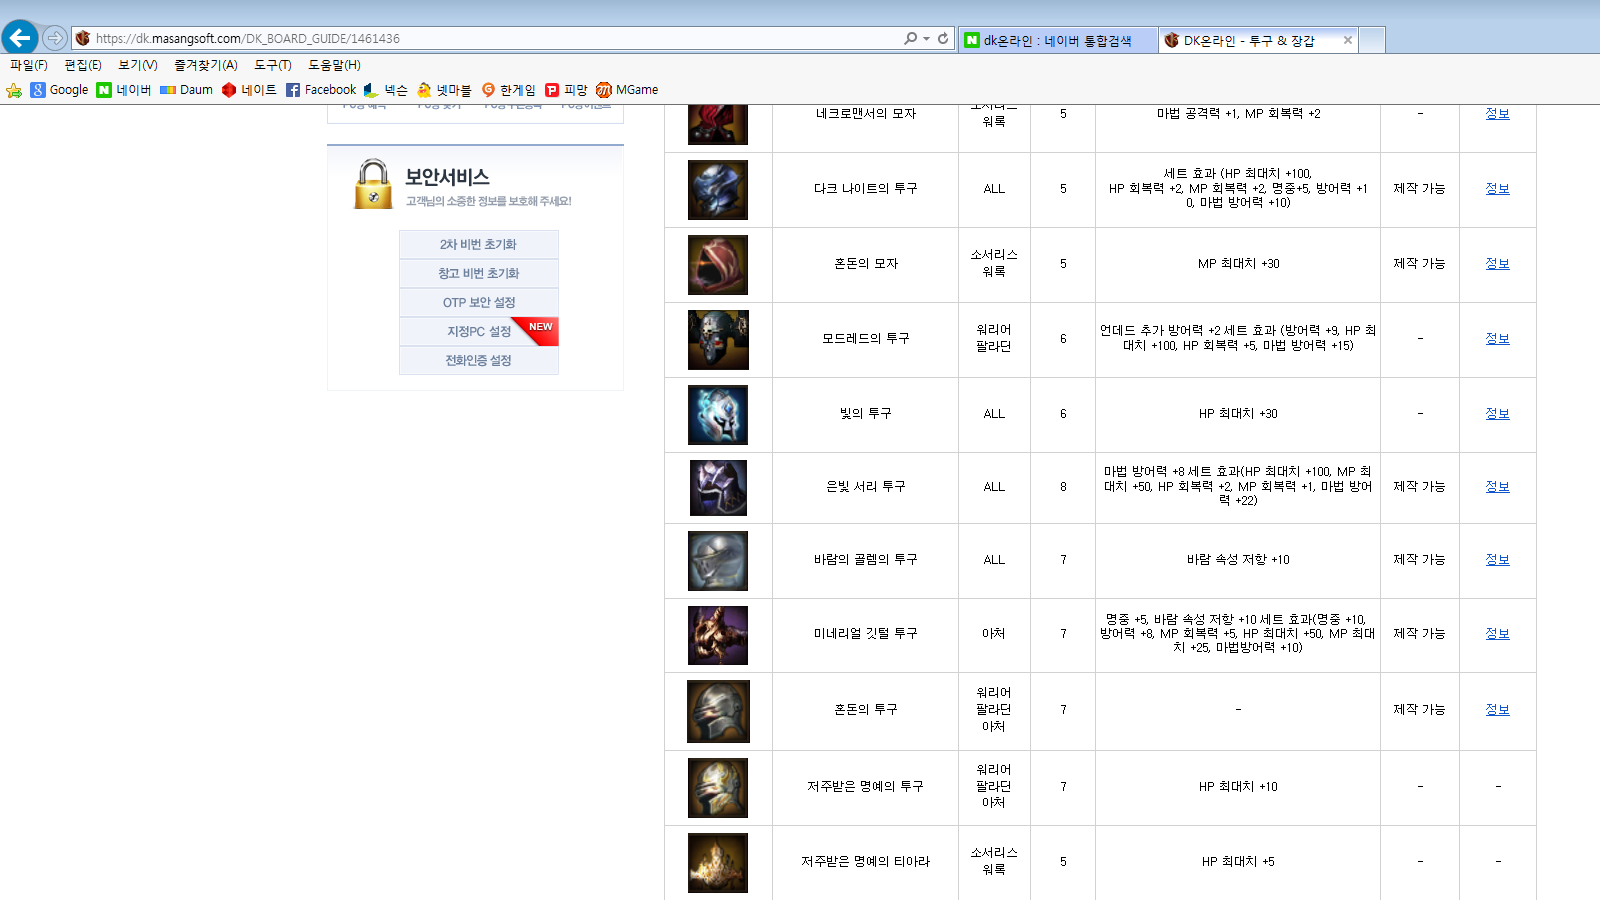 https://dk.masangsoft.com/DK_BOARD_GUIDE/1461436
dk온라인 : 네이버 통합검색
DK온라인 - 투구 & 장갑
파일(F) 편집(E) 보기(V) 즐겨찾기(A) 도구(T) 도움말(H)
Google 네이버 Daum 네이트 Facebook 넥슨 넷마블 한게임 피망 MGame
보안서비스
고객님의 소중한 정보를 보호해 주세요!
2차 비번 초기화
창고 비번 초기화
OTP 보안 설정
지정PC 설정 NEW
전화인증 설정
네크로맨서의 모자
소서리스
워록
5
마법 공격력 +1, MP 회복력 +2
-
정보
다크 나이트의 투구
ALL
5
세트 효과 (HP 최대치 +100,
HP 회복력 +2, MP 회복력 +2, 명중+5, 방어력 +1
0, 마법 방어력 +10)
제작 가능
정보
혼돈의 모자
소서리스
워록
5
MP 최대치 +30
제작 가능
정보
모드레드의 투구
워리어
팔라딘
6
언데드 추가 방어력 +2 세트 효과 (방어력 +9, HP 최
대치 +100, HP 회복력 +5, 마법 방어력 +15)
-
정보
빛의 투구
ALL
6
HP 최대치 +30
-
정보
은빛 서리 투구
ALL
8
마법 방어력 +8 세트 효과(HP 최대치 +100, MP 최
대치 +50, HP 회복력 +2, MP 회복력 +1, 마법 방어
력 +22)
제작 가능
정보
바람의 골렘의 투구
ALL
7
바람 속성 저항 +10
제작 가능
정보
미네리얼 깃털 투구
아처
7
명중 +5, 바람 속성 저항 +10 세트 효과(명중 +10,
방어력 +8, MP 회복력 +5, HP 최대치 +50, MP 최대
치 +25, 마법방어력 +10)
제작 가능
정보
혼돈의 투구
워리어
팔라딘
아처
7
-
제작 가능
정보
저주받은 명예의 투구
워리어
팔라딘
아처
7
HP 최대치 +10
-
-
저주받은 명예의 티아라
소서리스
워록
5
HP 최대치 +5
-
-